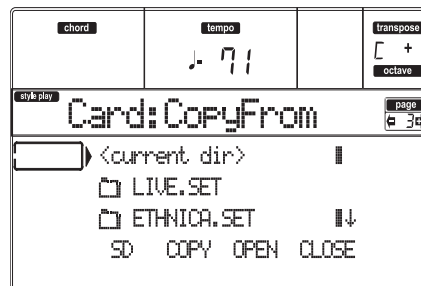 chord tempo transpose
♩- 71 C +
octave
style play Card:CopyFrom page
3
<current dir>
LIVE.SET
ETHNICA.SET
SD COPY OPEN CLOSE